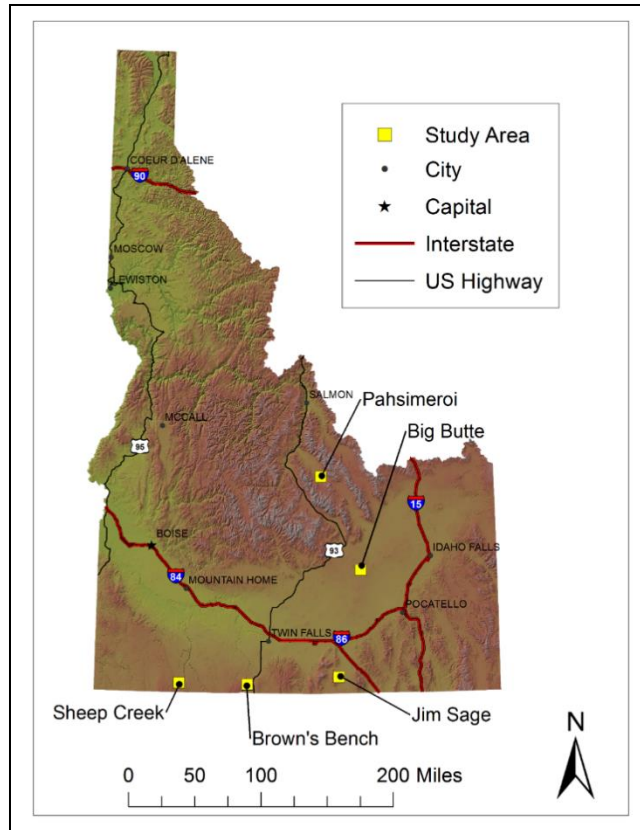 Study Area
City
Capital
Interstate
US Highway
COEUR D'ALENE
90
MOSCOW
LEWISTON
SALMON
Pahsimeroi
MCCALL
Big Butte
95
15
BOISE
93
IDAHO FALLS
84
MOUNTAIN HOME
POCATELLO
TWIN FALLS
86
Sheep Creek
Brown's Bench
Jim Sage
N
0 50 100 200 Miles